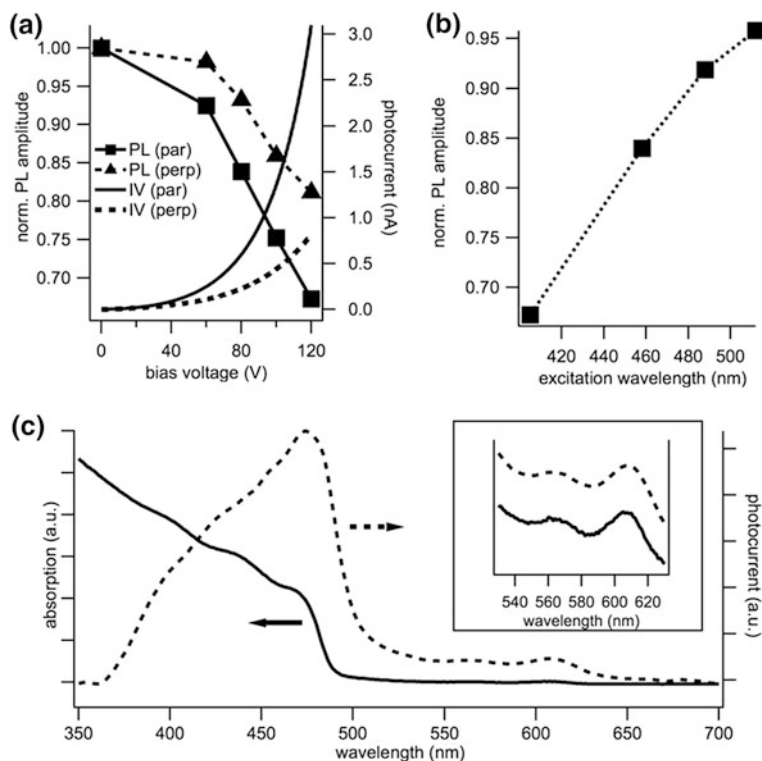 (a)
norm. PL amplitude
1.00
0.95
0.90
0.85
0.80
0.75
0.70
PL (par)
PL (perp)
IV (par)
IV (perp)
3.0
2.5
2.0
1.5
1.0
0.5
0.0
photocurrent (nA)
0
40
80
120
bias voltage (V)
(b)
norm. PL amplitude
0.95
0.90
0.85
0.80
0.70
420
440
460
480
500
excitation wavelength (nm)
(c)
absorption (a.u.)
photocurrent (a.u.)
350
400
450
500
550
600
650
700
wavelength (nm)
540
560
580
600
620
wavelength (nm)